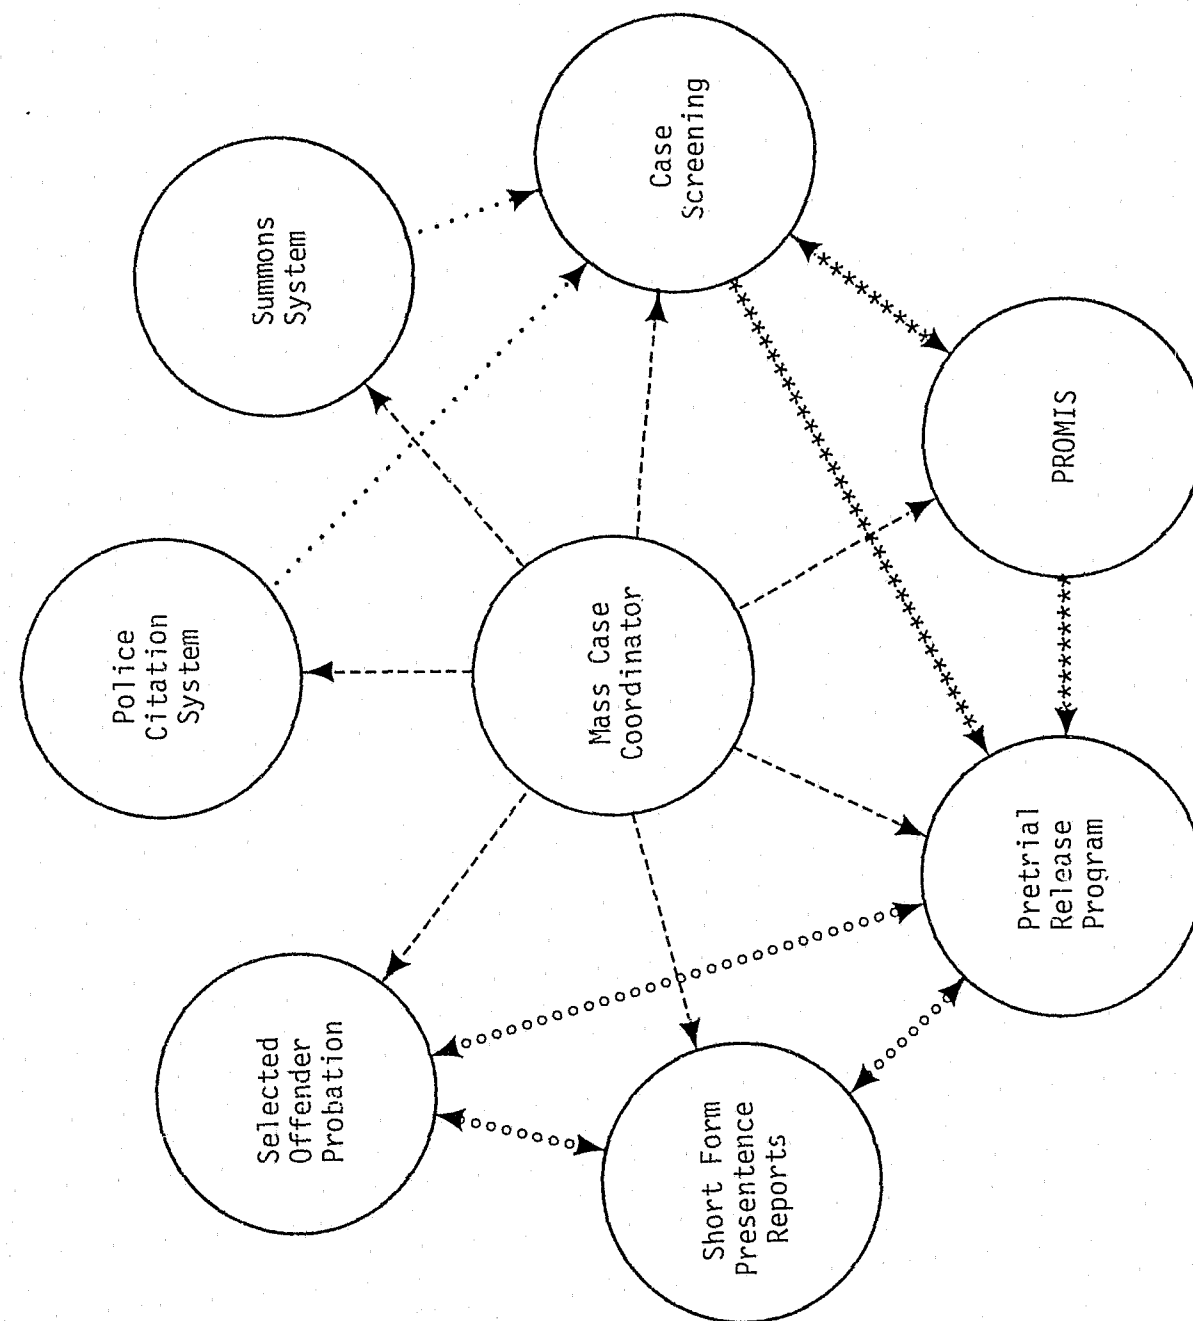 Police
Citation
System
Summons
System
Case
Screening
Selected
Offender
Probation
Mass Case
Coordinator
Short Form
Presentence
Reports
Pretrial
Release
Program
PROMIS